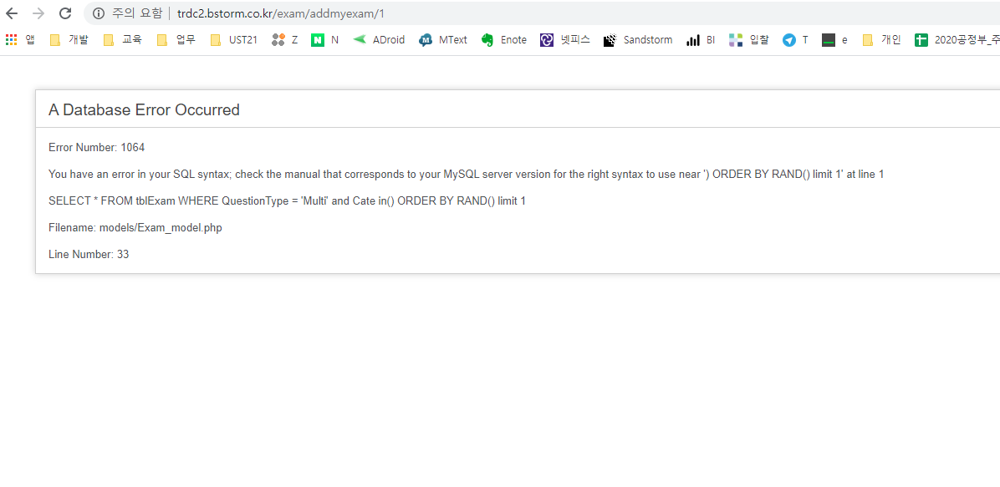 주의 요함 trdc2.bstorm.co.kr/exam/addmyexam/1
앱 개발 교육 업무 UST21 Z N N ADroid M MText Enote 넷피스 Sandstorm BI 입찰 T e 개인 2020공정부_주
A Database Error Occurred
Error Number: 1064
You have an error in your SQL syntax; check the manual that corresponds to your MySQL server version for the right syntax to use near ') ORDER BY RAND() limit 1' at line 1
SELECT * FROM tblExam WHERE QuestionType = 'Multi' and Cate in() ORDER BY RAND() limit 1
Filename: models/Exam_model.php
Line Number: 33